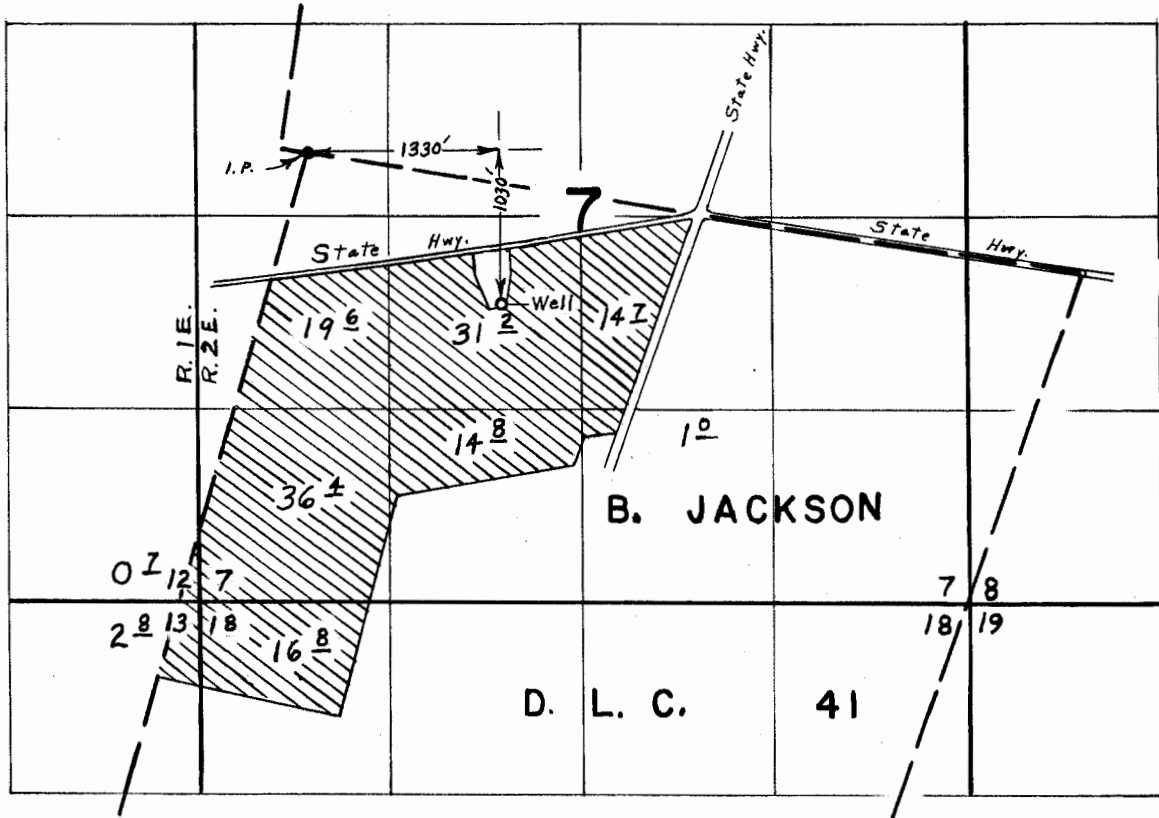 State Hwy.
1330'
I.P.
1030'
7
State Hwy.
State Hwy.
Well
19 6
31 2
14 7
R. 1 E.
R. 2 E.
14 8
1 0
36 4
B. JACKSON
0 7 12 7
7 8
2 8 13 18
18 19
16 8
D. L. C. 41